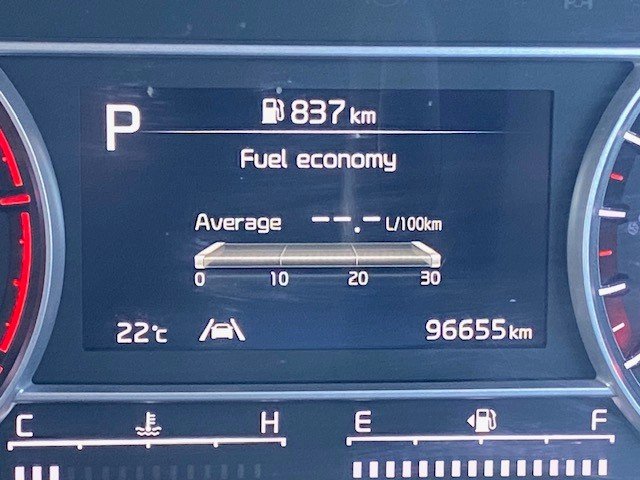 P
837 km
Fuel economy
Average --.- L/100km
0 10 20 30
22°C 96655 km
C H E F